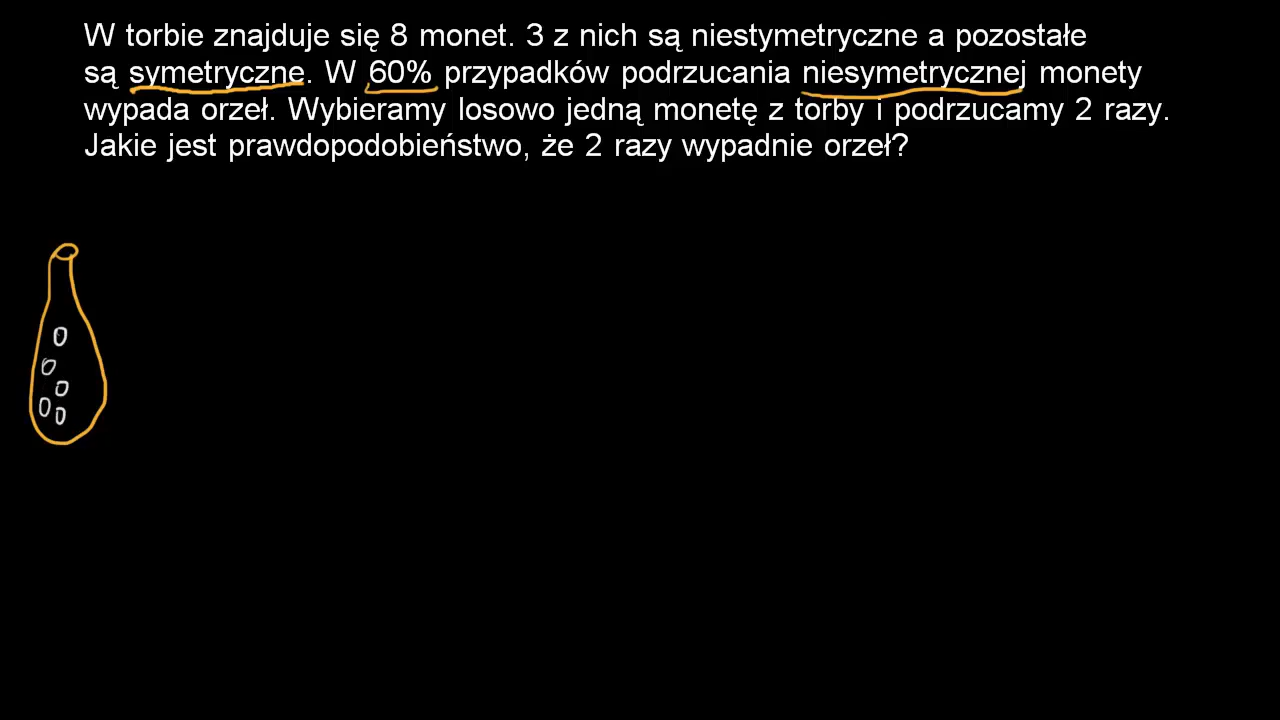 W torbie znajduje się 8 monet. 3 z nich są niestymetryczne a pozostałe
są symetryczne. W 60% przypadków podrzucania niesymetrycznej monety
wypada orzeł. Wybieramy losowo jedną monetę z torby i podrzucamy 2 razy.
Jakie jest prawdopodobieństwo, że 2 razy wypadnie orzeł?